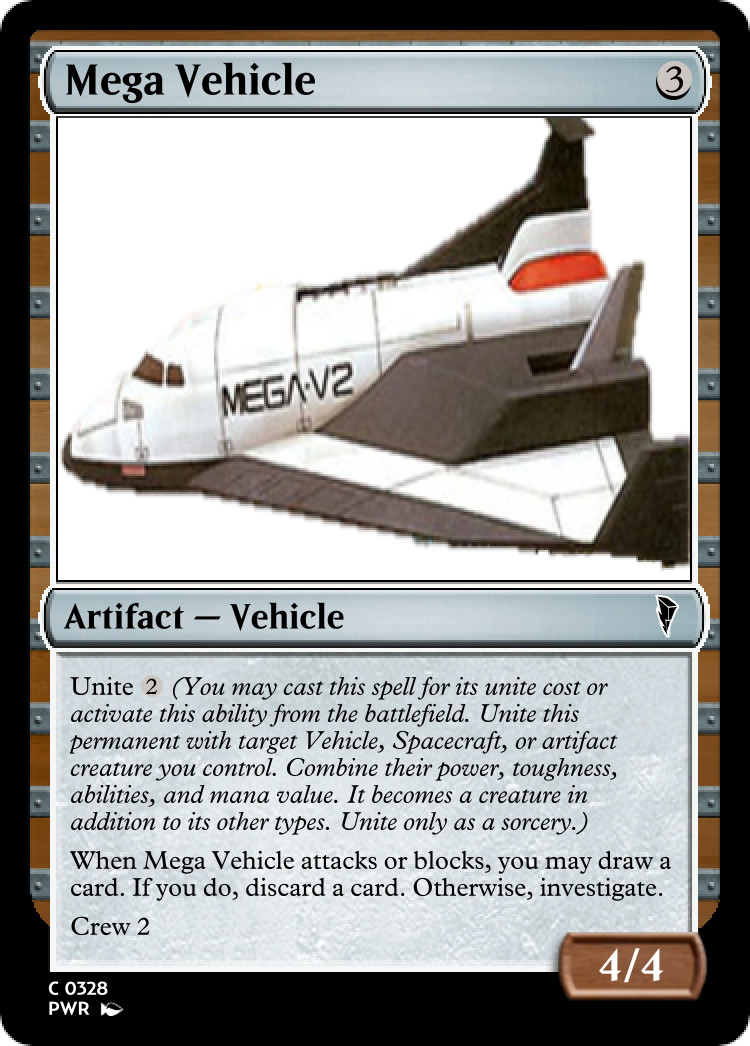 Mega Vehicle 3
MEGA·V2
Artifact — Vehicle
Unite 2 (You may cast this spell for its unite cost or
activate this ability from the battlefield. Unite this
permanent with target Vehicle, Spacecraft, or artifact
creature you control. Combine their power, toughness,
abilities, and mana value. It becomes a creature in
addition to its other types. Unite only as a sorcery.)
When Mega Vehicle attacks or blocks, you may draw a
card. If you do, discard a card. Otherwise, investigate.
Crew 2
4/4
C 0328
PWR